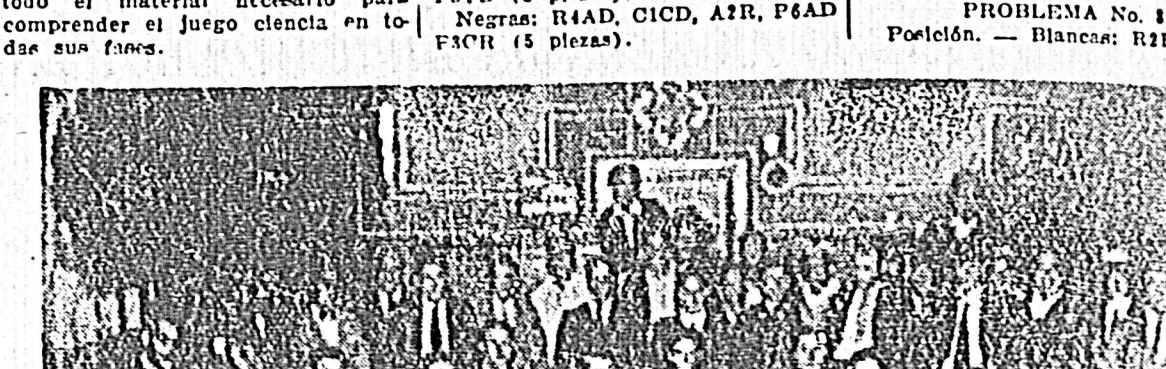 todo el material necesario para
comprender el juego ciencia en to-
das sus fases.
Negras: R4AD, C1CD, A2R, P6AD
P3CR (5 piezas).
PROBLEMA No.
Posición. — Blancas: